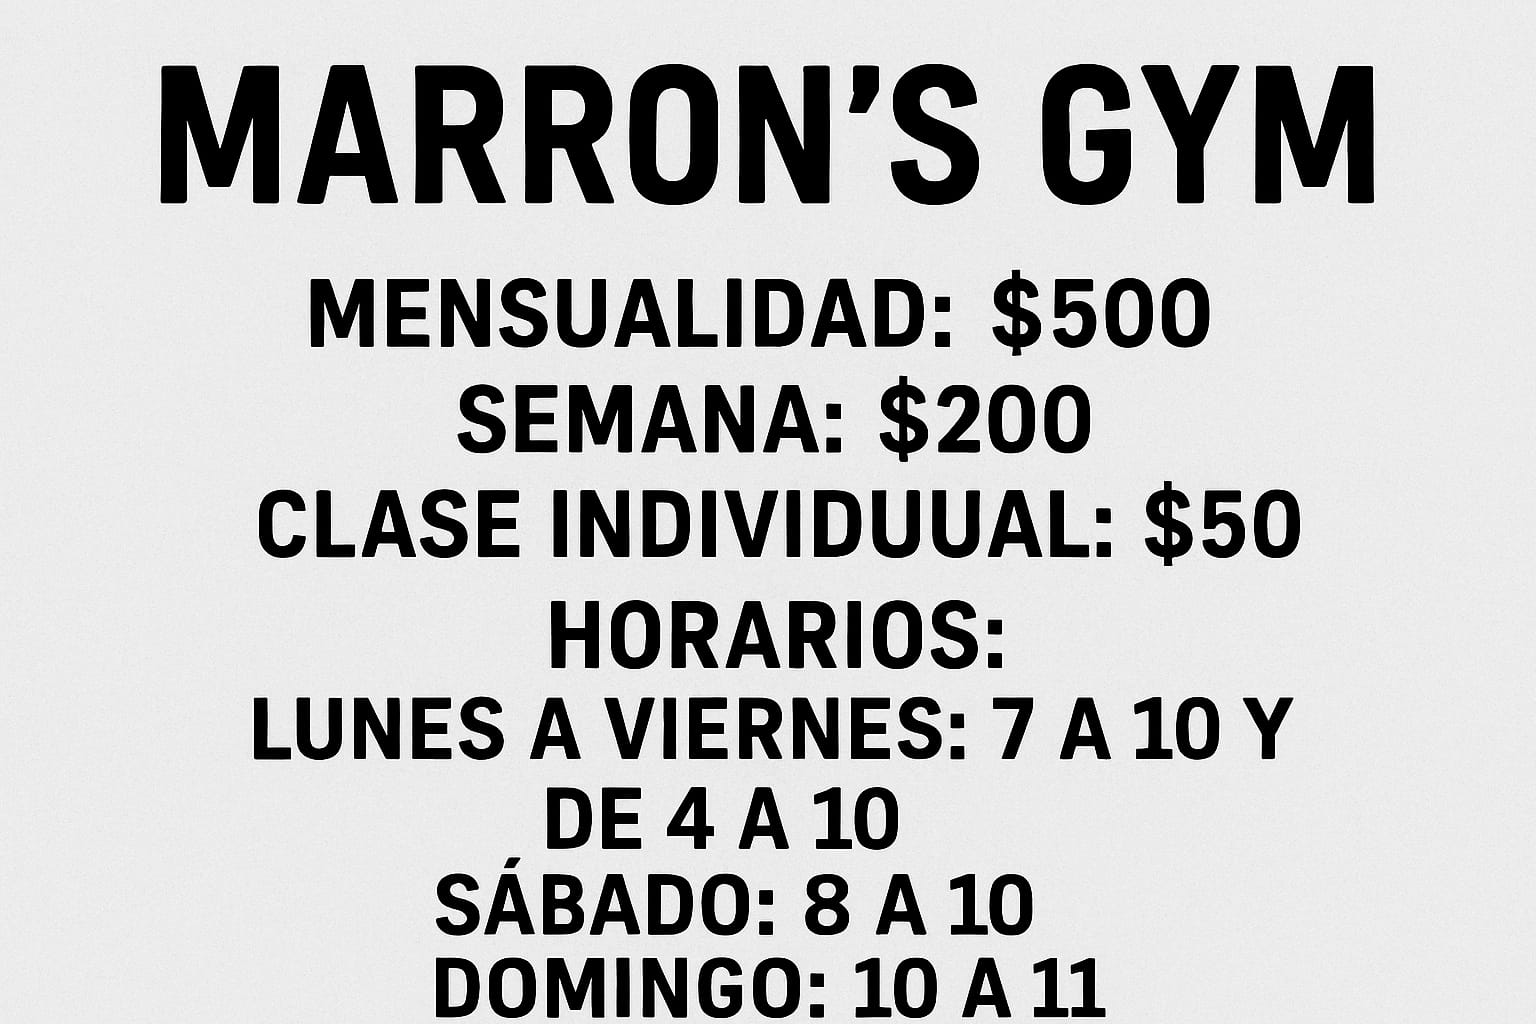 MARRON'S GYM
MENSUALIDAD: $500
SEMANA: $200
CLASE INDIVIDUUAL: $50
HORARIOS:
LUNES A VIERNES: 7 A 10 Y
DE 4 A 10
SÁBADO: 8 A 10
DOMINGO: 10 A 11